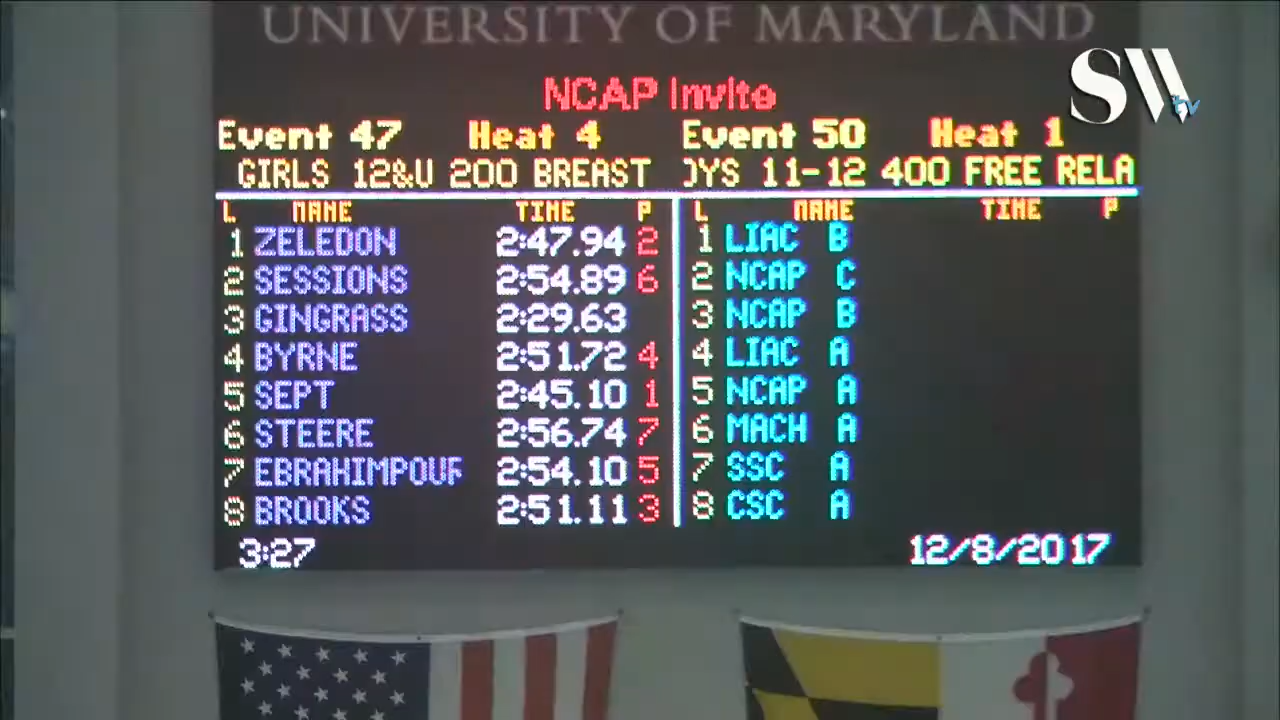 UNIVERSITY OF MARYLAND
SW tv
NCAP Invite
Event 47 Heat 4 Event 50 Heat 1
GIRLS 12&U 200 BREAST OYS 11-12 400 FREE RELA
L NAME TIME P L NAME TIME P
1 ZELEDON 2:47.94 2 1 LIAC B
2 SESSIONS 2:54.89 6 2 NCAP C
3 GINGRASS 2:29.63 3 NCAP B
4 BYRNE 2:51.72 4 4 LIAC A
5 SEPT 2:45.10 1 5 NCAP A
6 STEERE 2:56.74 7 6 MACH A
7 EBRAHIMPOUR 2:54.10 5 7 SSC A
8 BROOKS 2:51.11 3 8 CSC A
3:27 12/8/2017